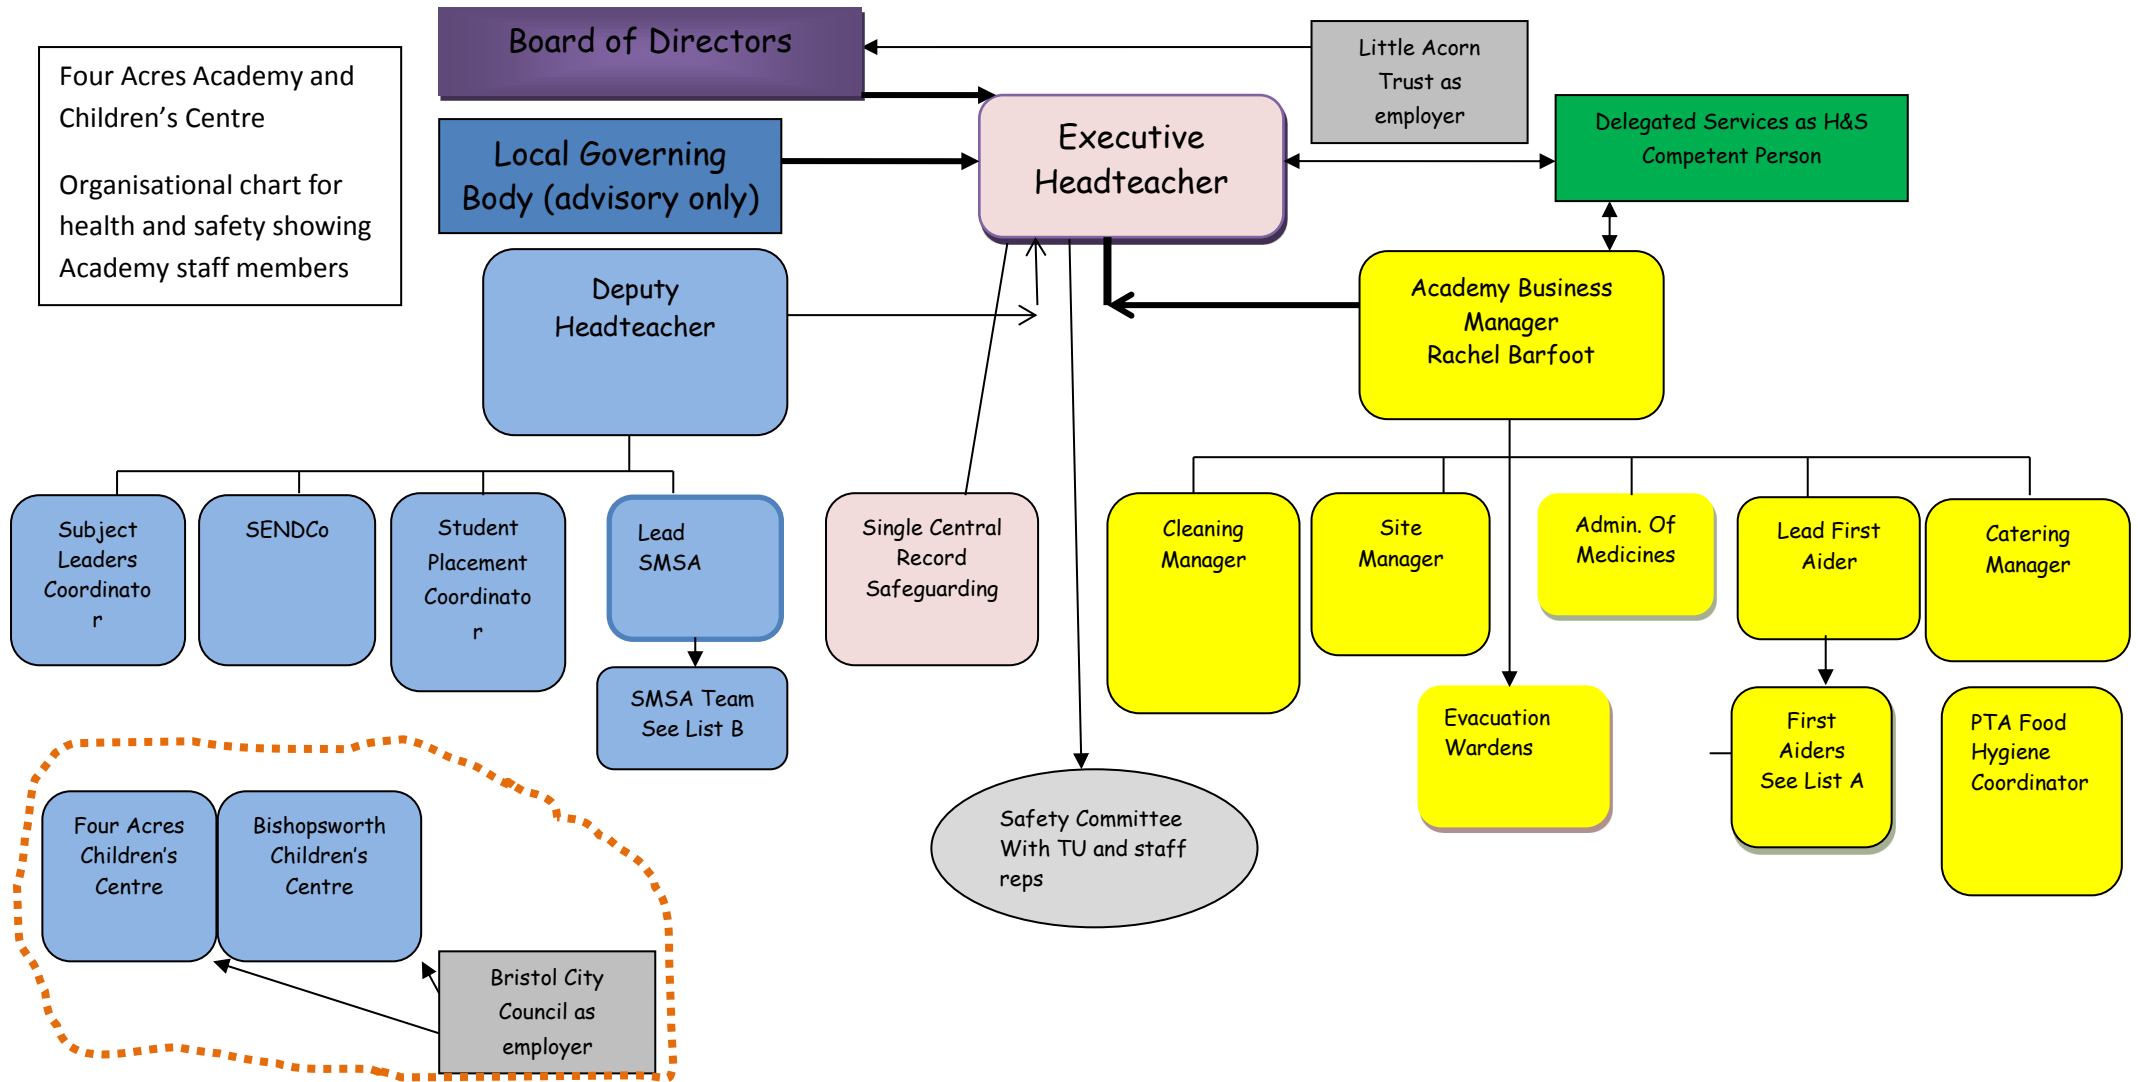 Four Acres Academy and
Children’s Centre
Organisational chart for
health and safety showing
Academy staff members
Board of Directors
Little Acorn
Trust as
employer
Local Governing
Body (advisory only)
Executive
Headteacher
Delegated Services as H&S
Competent Person
Deputy
Headteacher
Academy Business
Manager
Rachel Barfoot
Subject
Leaders
Coordinato
r
SENDCo
Student
Placement
Coordinato
r
Lead
SMSA
Single Central
Record
Safeguarding
Cleaning
Manager
Site
Manager
Admin. Of
Medicines
Lead First
Aider
Catering
Manager
SMSA Team
See List B
Evacuation
Wardens
First
Aiders
See List A
PTA Food
Hygiene
Coordinator
Four Acres
Children’s
Centre
Bishopsworth
Children’s
Centre
Safety Committee
With TU and staff
reps
Bristol City
Council as
employer